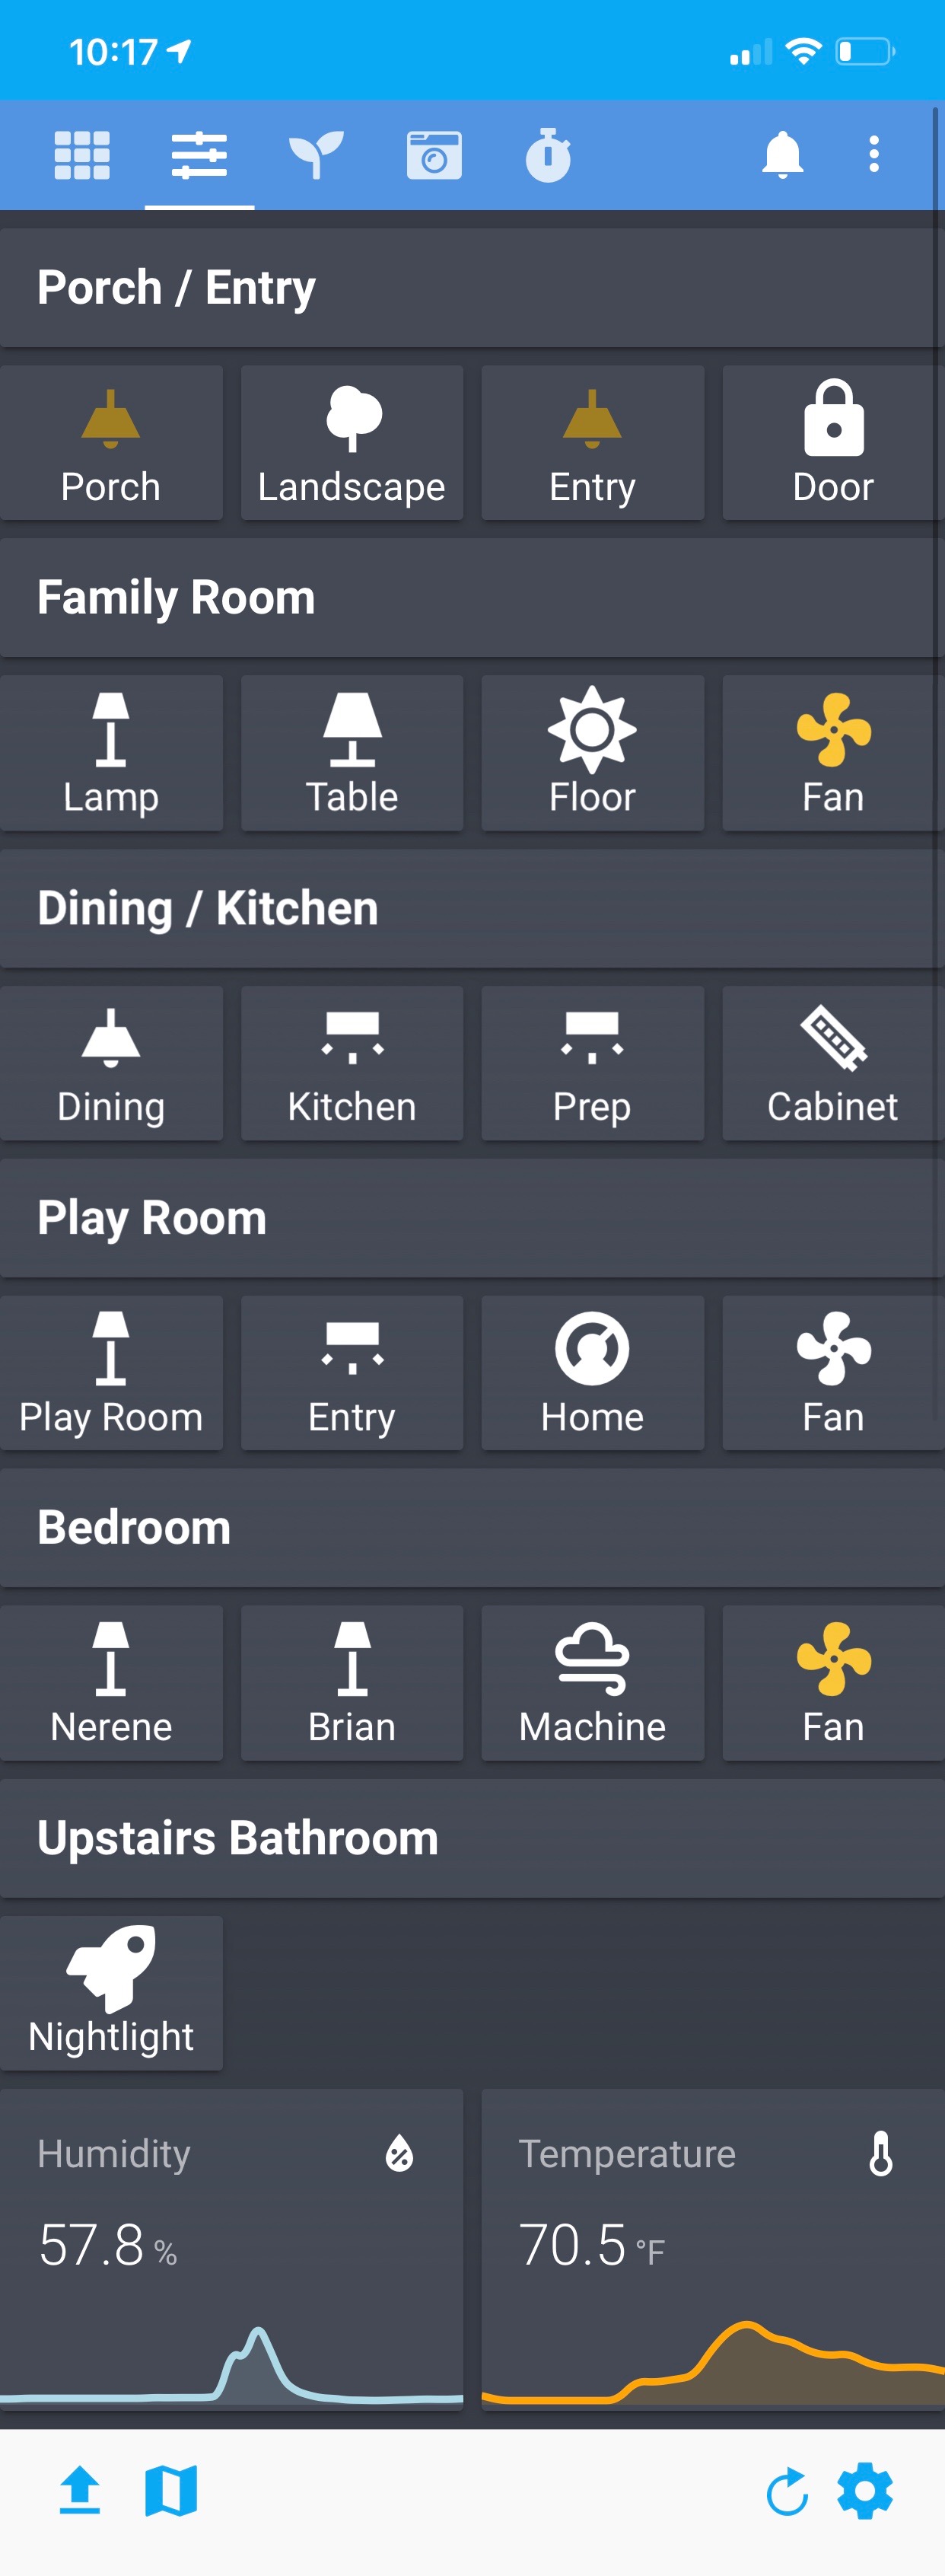 10:17
Porch / Entry
Porch
Landscape
Entry
Door
Family Room
Lamp
Table
Floor
Fan
Dining / Kitchen
Dining
Kitchen
Prep
Cabinet
Play Room
Play Room
Entry
Home
Fan
Bedroom
Nerene
Brian
Machine
Fan
Upstairs Bathroom
Nightlight
Humidity
%
57.8 %
Temperature
70.5 °F